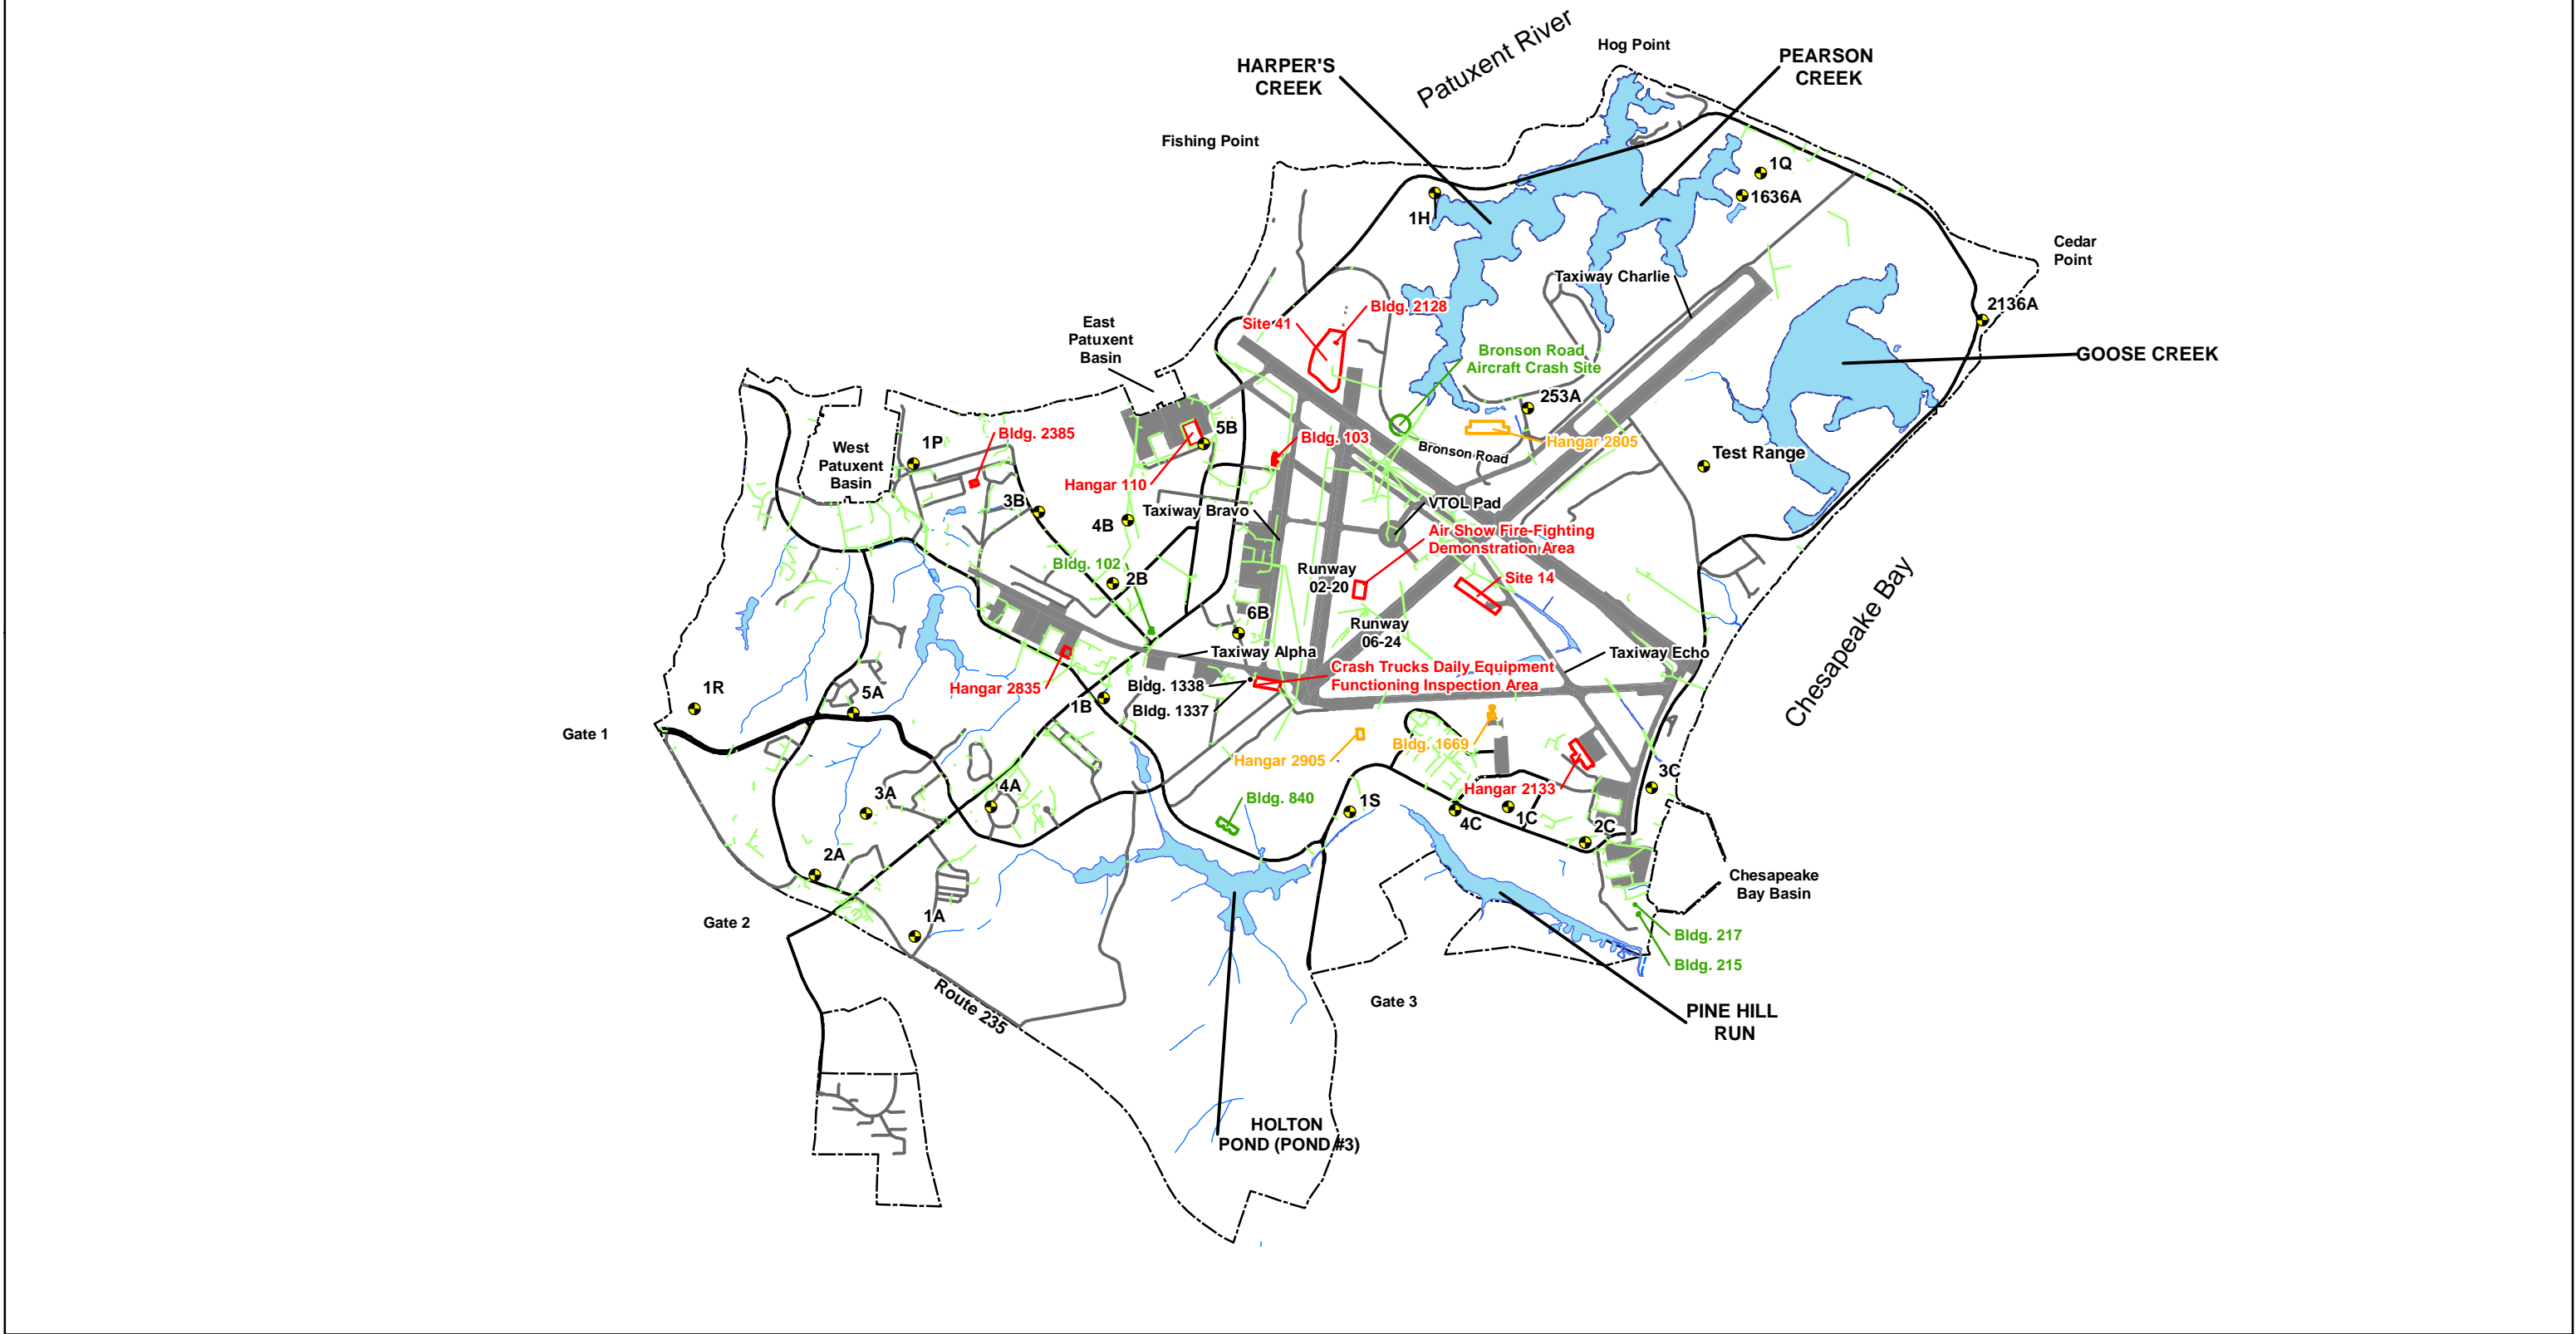 Hog Point
Patuxent River
HARPER'S
CREEK
PEARSON
CREEK
Fishing Point
1Q
1636A
1H
Cedar
Point
Taxiway Charlie
2136A
Bldg. 2128
Site 41
East
Patuxent
Basin
Bronson Road
Aircraft Crash Site
GOOSE CREEK
253A
5B
Bldg. 2385
1P
Bldg. 103
Hangar 2805
West
Patuxent
Basin
Bronson Road
Test Range
Hangar 110
3B
Taxiway Bravo
VTOL Pad
4B
Air Show Fire-Fighting
Demonstration Area
Bldg. 102
2B
Runway
02-20
Site 14
6B
Runway
06-24
Chesapeake Bay
Taxiway Alpha
Taxiway Echo
Crash Trucks Daily Equipment
Functioning Inspection Area
Hangar 2835
Bldg. 1338
1R
5A
1B
Bldg. 1337
Gate 1
Bldg. 1669
Hangar 2905
3C
3A
4A
Hangar 2133
Bldg. 840
1S
4C
1C
2C
2A
Chesapeake
Bay Basin
1A
Gate 2
Bldg. 217
Bldg. 215
Route 235
Gate 3
PINE HILL
RUN
HOLTON
POND (POND #3)